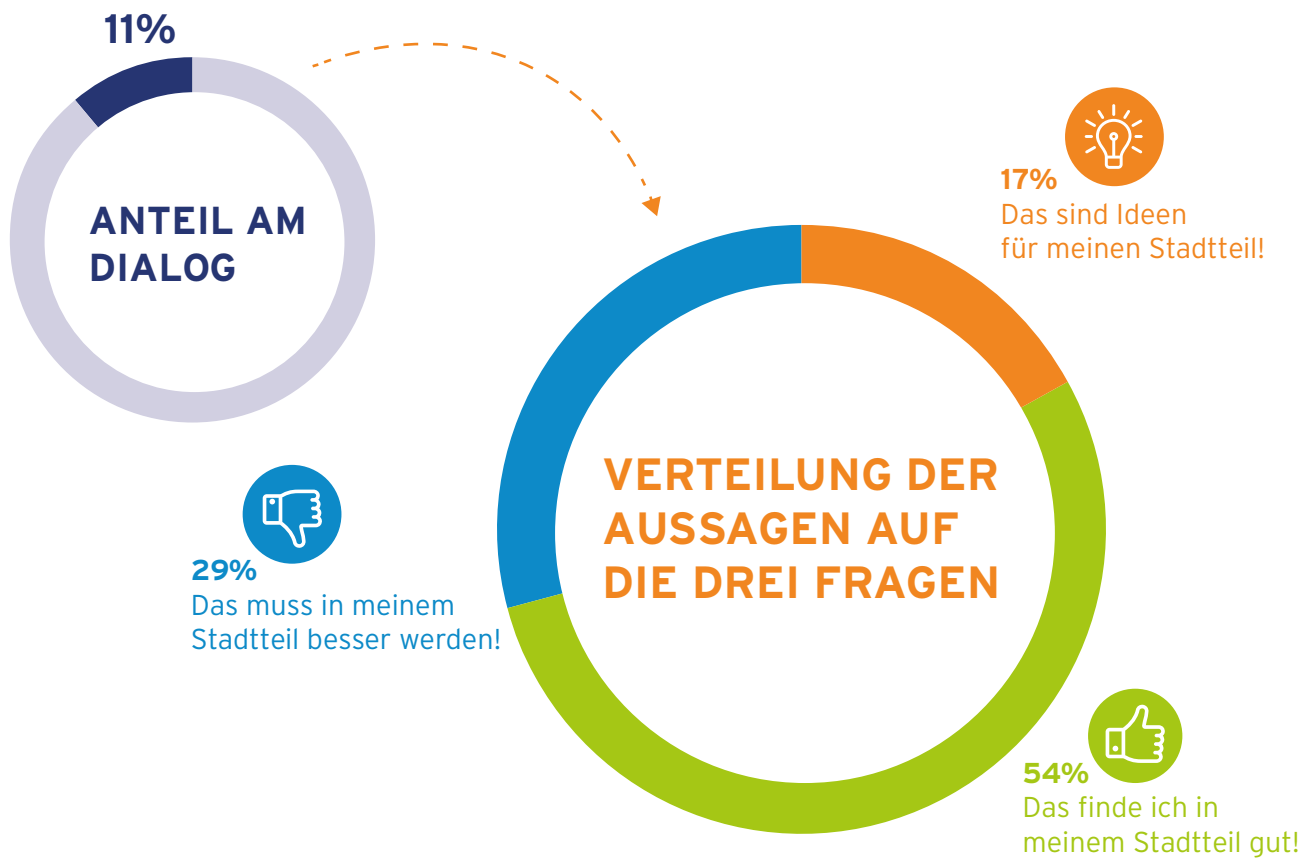 11%
ANTEIL AM
DIALOG
17%
Das sind Ideen
für meinen Stadtteil!
VERTEILUNG DER
AUSSAGEN AUF
DIE DREI FRAGEN
29%
Das muss in meinem
Stadtteil besser werden!
54%
Das finde ich in
meinem Stadtteil gut!